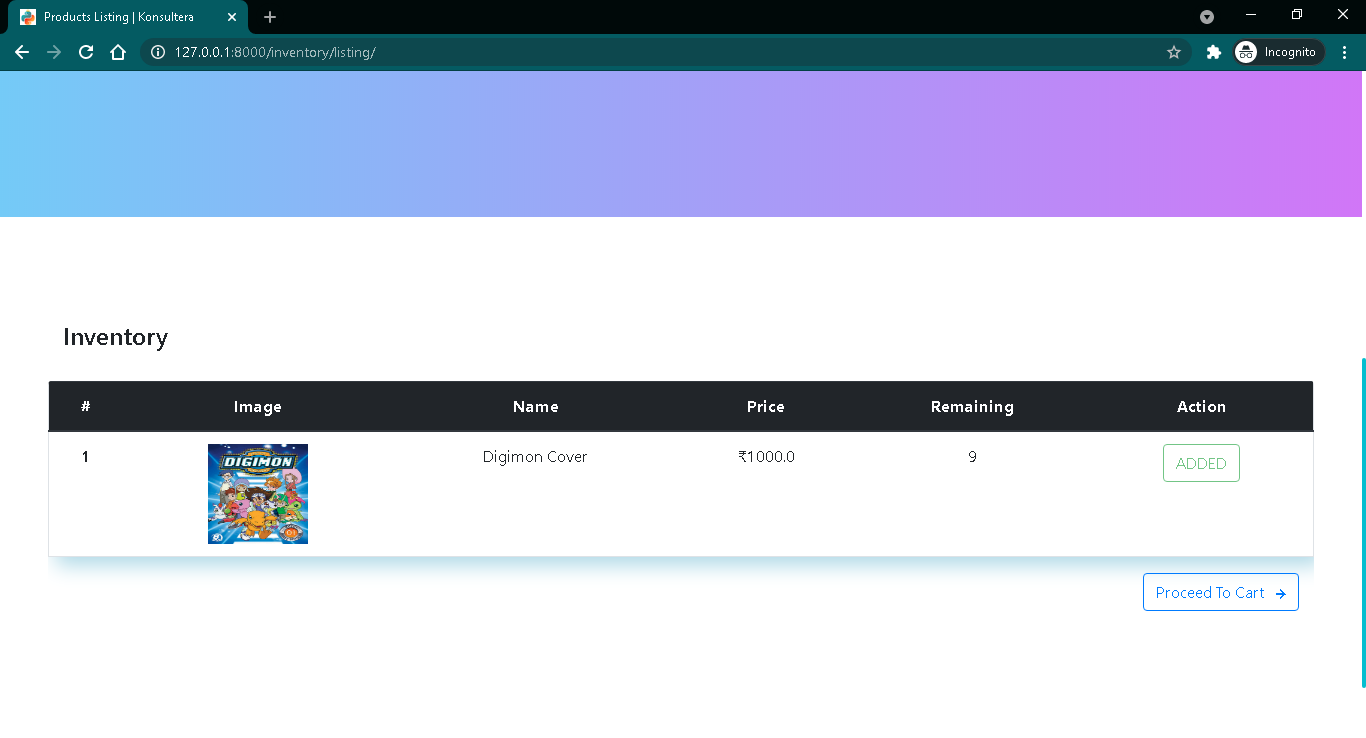 Products Listing | Konsultera
127.0.0.1:8000/inventory/listing/
Incognito
Inventory
# Image Name Price Remaining Action
1 DIGIMON Digimon Cover ₹1000.0 9 ADDED
Proceed To Cart